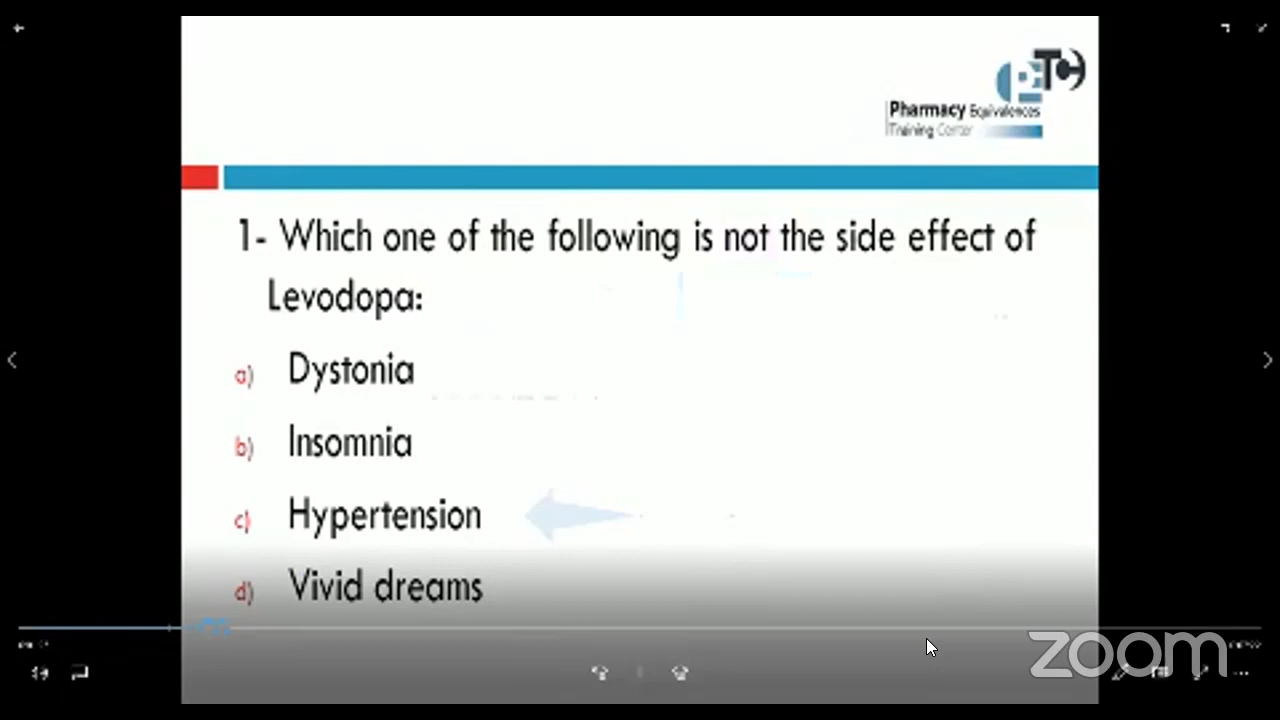 PTC
Pharmacy Equivalences
Training Center
1- Which one of the following is not the side effect of
Levodopa:
a) Dystonia
b) Insomnia
c) Hypertension
d) Vivid dreams
zoom